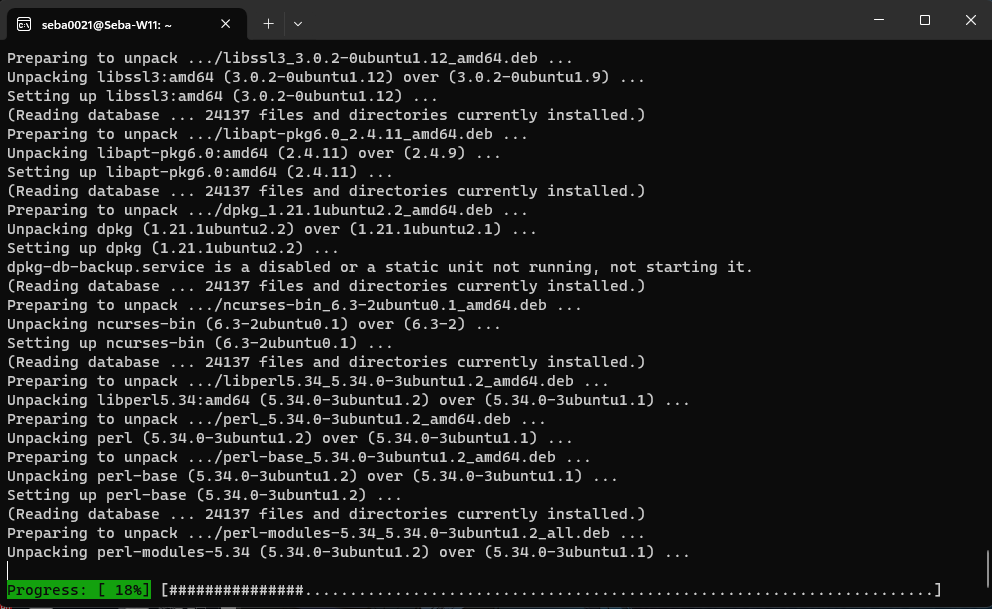 seba0021@Seba-W11: ~
Preparing to unpack .../libssl3_3.0.2-0ubuntu1.12_amd64.deb ...
Unpacking libssl3:amd64 (3.0.2-0ubuntu1.12) over (3.0.2-0ubuntu1.9) ...
Setting up libssl3:amd64 (3.0.2-0ubuntu1.12) ...
(Reading database ... 24137 files and directories currently installed.)
Preparing to unpack .../libapt-pkg6.0_2.4.11_amd64.deb ...
Unpacking libapt-pkg6.0:amd64 (2.4.11) over (2.4.9) ...
Setting up libapt-pkg6.0:amd64 (2.4.11) ...
(Reading database ... 24137 files and directories currently installed.)
Preparing to unpack .../dpkg_1.21.1ubuntu2.2_amd64.deb ...
Unpacking dpkg (1.21.1ubuntu2.2) over (1.21.1ubuntu2.1) ...
Setting up dpkg (1.21.1ubuntu2.2) ...
dpkg-db-backup.service is a disabled or a static unit not running, not starting it.
(Reading database ... 24137 files and directories currently installed.)
Preparing to unpack .../ncurses-bin_6.3-2ubuntu0.1_amd64.deb ...
Unpacking ncurses-bin (6.3-2ubuntu0.1) over (6.3-2) ...
Setting up ncurses-bin (6.3-2ubuntu0.1) ...
(Reading database ... 24137 files and directories currently installed.)
Preparing to unpack .../libperl5.34_5.34.0-3ubuntu1.2_amd64.deb ...
Unpacking libperl5.34:amd64 (5.34.0-3ubuntu1.2) over (5.34.0-3ubuntu1.1) ...
Preparing to unpack .../perl_5.34.0-3ubuntu1.2_amd64.deb ...
Unpacking perl (5.34.0-3ubuntu1.2) over (5.34.0-3ubuntu1.1) ...
Preparing to unpack .../perl-base_5.34.0-3ubuntu1.2_amd64.deb ...
Unpacking perl-base (5.34.0-3ubuntu1.2) over (5.34.0-3ubuntu1.1) ...
Setting up perl-base (5.34.0-3ubuntu1.2) ...
(Reading database ... 24137 files and directories currently installed.)
Preparing to unpack .../perl-modules-5.34_5.34.0-3ubuntu1.2_all.deb ...
Unpacking perl-modules-5.34 (5.34.0-3ubuntu1.2) over (5.34.0-3ubuntu1.1) ...
Progress: [ 18%] [###############......................................................................]